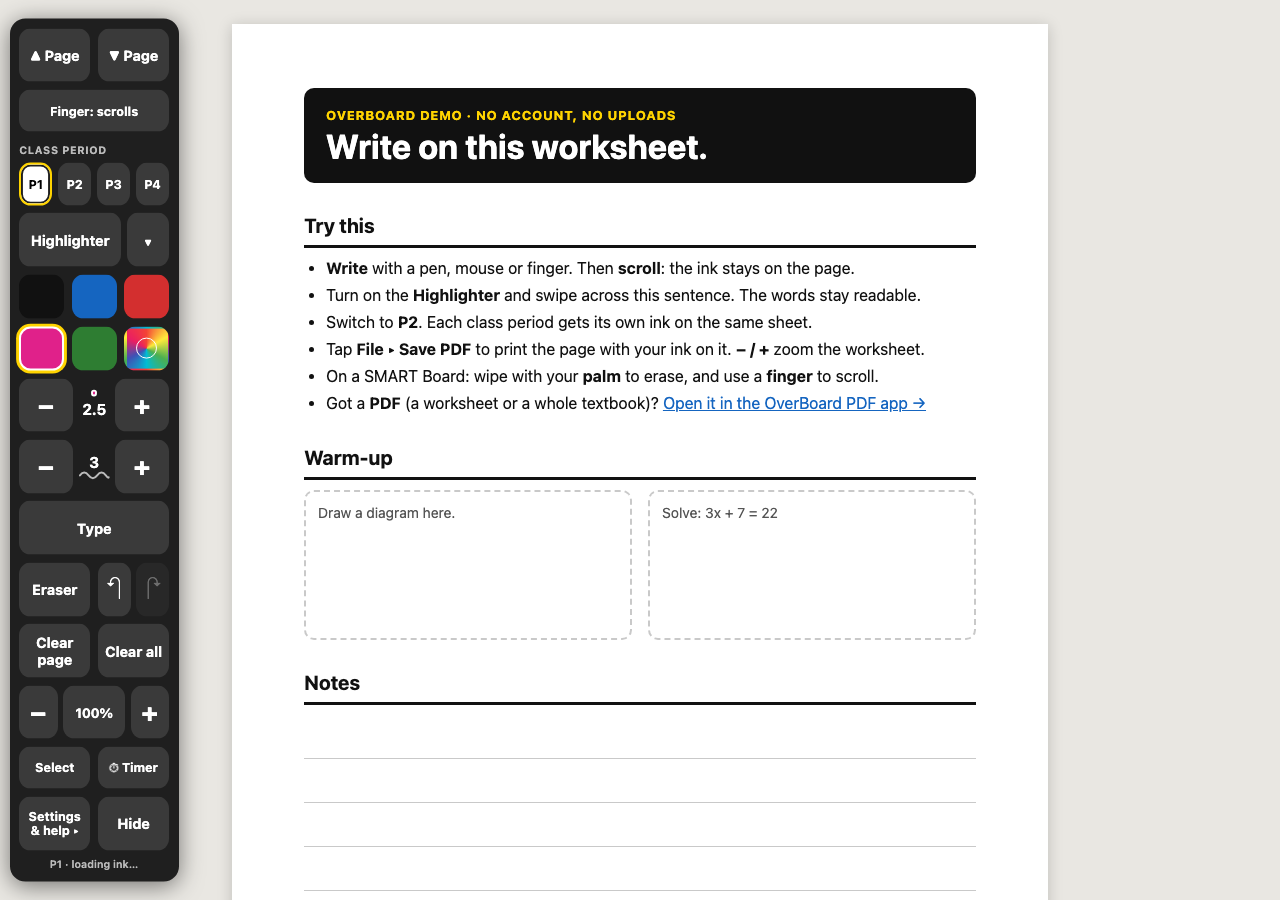 ▲ Page
▼ Page
Finger: scrolls
CLASS PERIOD
P1
P2
P3
P4
Highlighter
▾
−
2.5
+
−
3
+
Type
Eraser
Clear
page
Clear all
−
100%
+
Select
⏱ Timer
Settings
& help ▸
Hide
P1 · loading ink...
OVERBOARD DEMO · NO ACCOUNT, NO UPLOADS
Write on this worksheet.
Try this
• Write with a pen, mouse or finger. Then scroll: the ink stays on the page.
• Turn on the Highlighter and swipe across this sentence. The words stay readable.
• Switch to P2. Each class period gets its own ink on the same sheet.
• Tap File ▸ Save PDF to print the page with your ink on it. − / + zoom the worksheet.
• On a SMART Board: wipe with your palm to erase, and use a finger to scroll.
• Got a PDF (a worksheet or a whole textbook)? Open it in the OverBoard PDF app →
Warm-up
Draw a diagram here.
Solve: 3x + 7 = 22
Notes